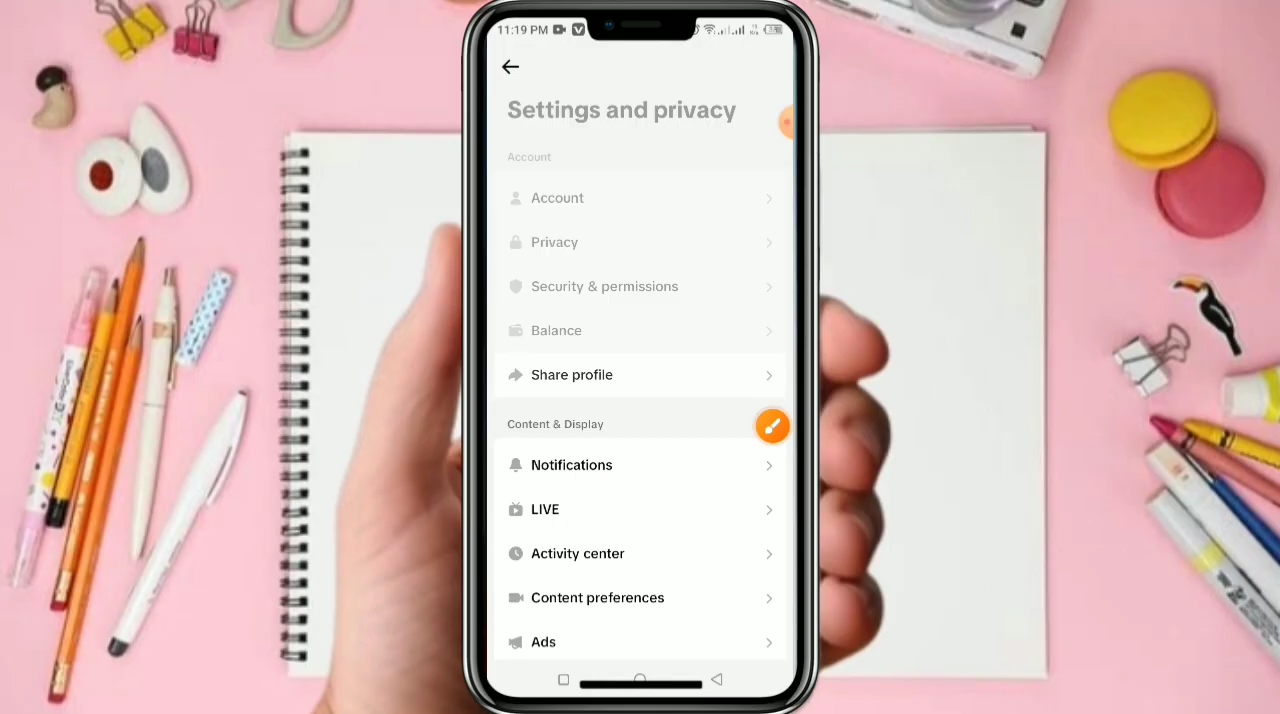 11:19 PM
Settings and privacy
Account
Account
Privacy
Security & permissions
Balance
Share profile
Content & Display
Notifications
LIVE
Activity center
Content preferences
Ads